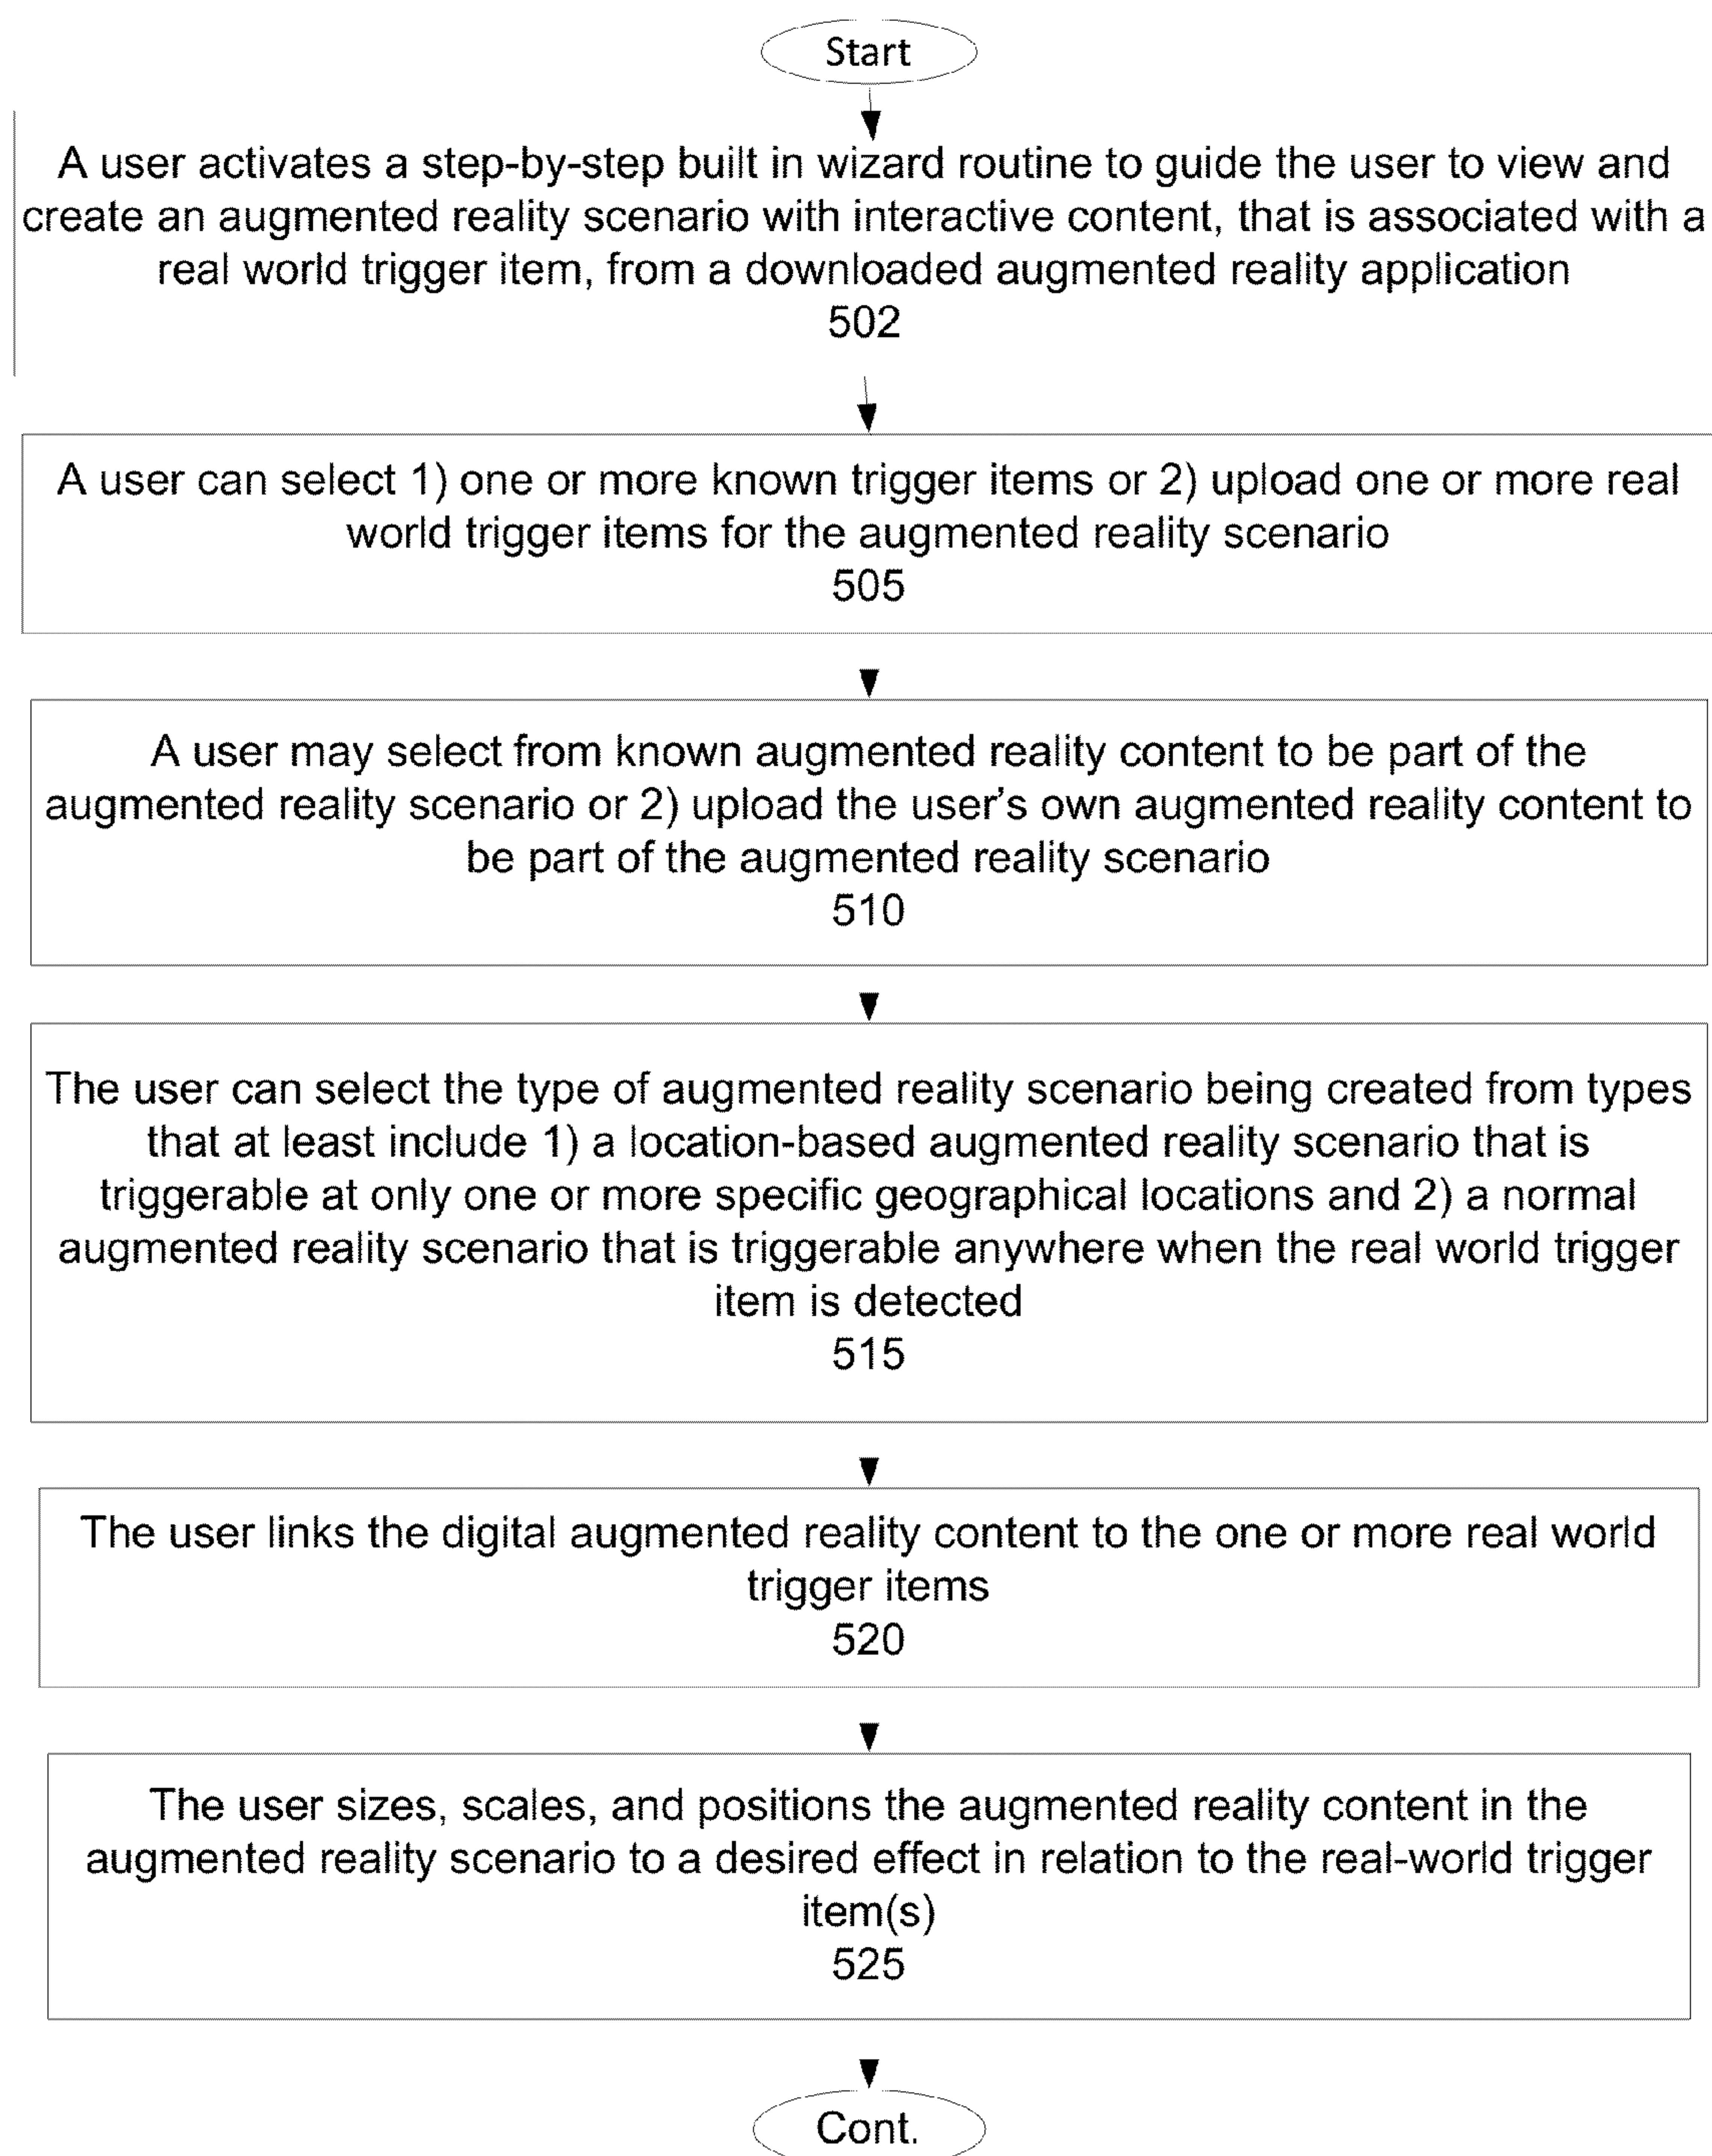 Start
A user activates a step-by-step built in wizard routine to guide the user to view and
create an augmented reality scenario with interactive content, that is associated with a
real world trigger item, from a downloaded augmented reality application
502
A user can select 1) one or more known trigger items or 2) upload one or more real
world trigger items for the augmented reality scenario
505
A user may select from known augmented reality content to be part of the
augmented reality scenario or 2) upload the user's own augmented reality content to
be part of the augmented reality scenario
510
The user can select the type of augmented reality scenario being created from types
that at least include 1) a location-based augmented reality scenario that is
triggerable at only one or more specific geographical locations and 2) a normal
augmented reality scenario that is triggerable anywhere when the real world trigger
item is detected
515
The user links the digital augmented reality content to the one or more real world
trigger items
520
The user sizes, scales, and positions the augmented reality content in the
augmented reality scenario to a desired effect in relation to the real-world trigger
item(s)
525
Cont.